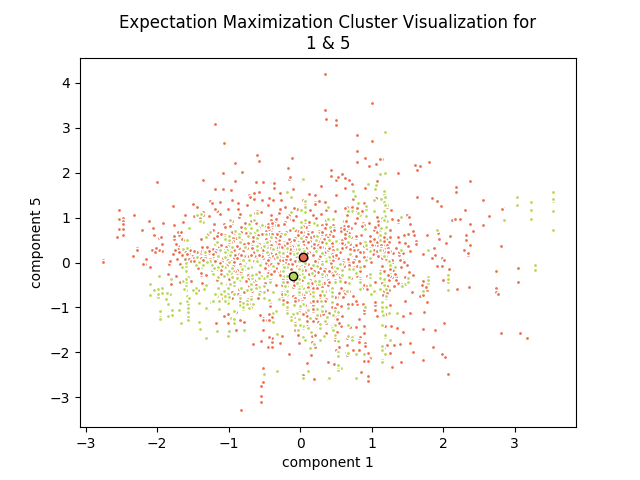 Expectation Maximization Cluster Visualization for
1 & 5
4
3
2
1
0
−1
−2
−3
component 5
−3 −2 −1 0 1 2 3
component 1